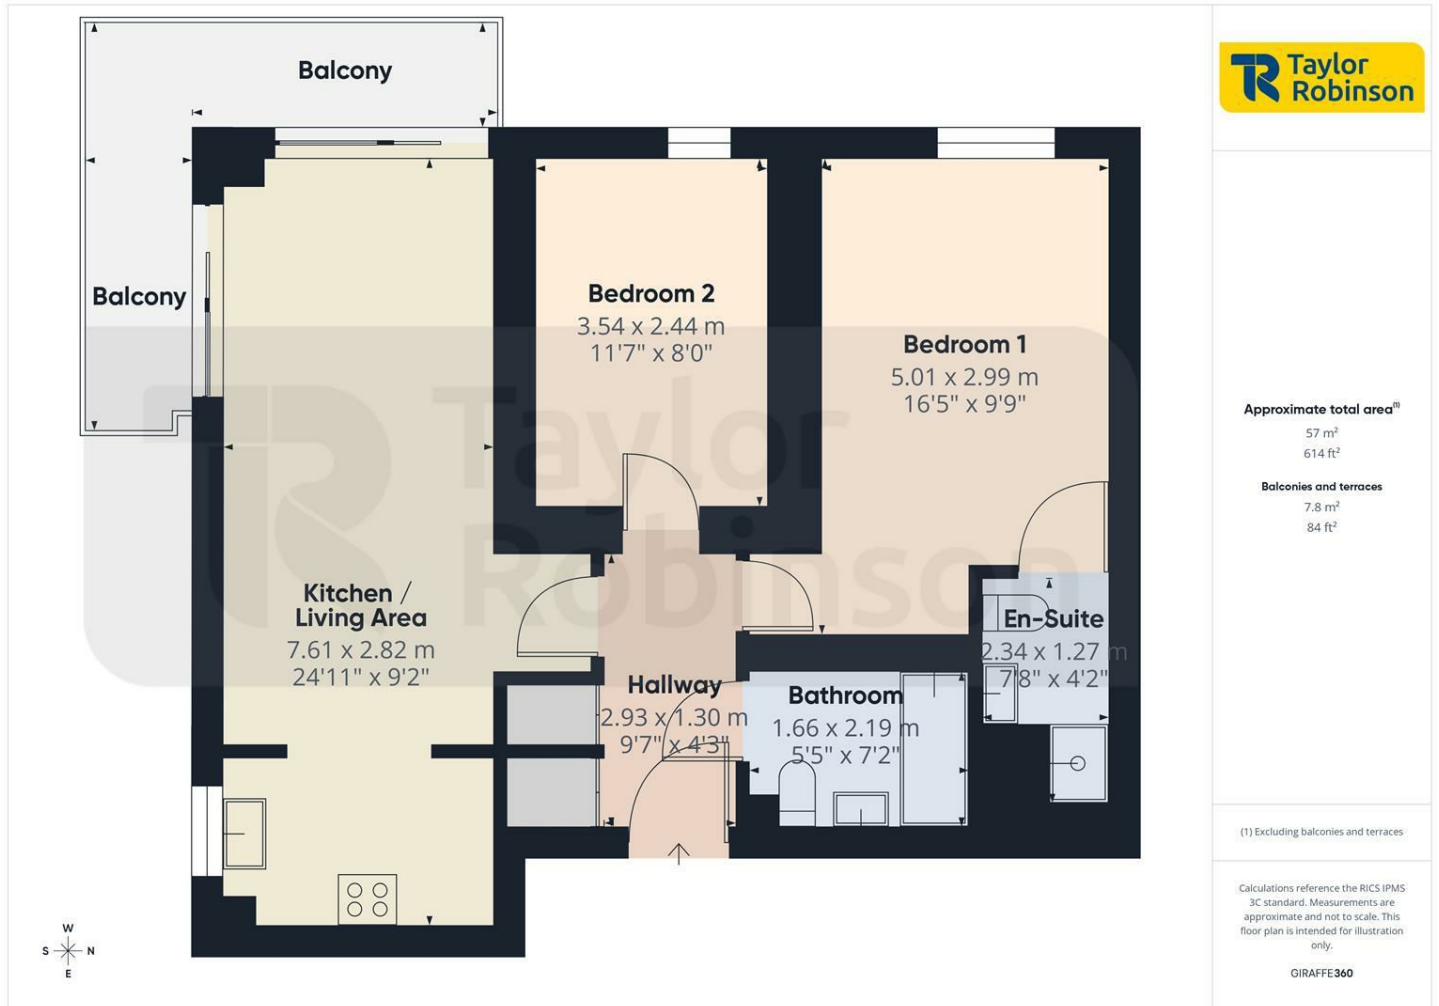 Balcony
Taylor
Robinson
Balcony
Bedroom 2
3.54 x 2.44 m
11'7" x 8'0"
Bedroom 1
5.01 x 2.99 m
16'5" x 9'9"
Taylor
Robinson
Kitchen /
Living Area
7.61 x 2.82 m
24'11" x 9'2"
Hallway
2.93 x 1.30 m
9'7" x 4'3"
Bathroom
1.66 x 2.19 m
5'5" x 7'2"
En-Suite
2.34 x 1.27 m
7'8" x 4'2"
W
S N
E
Approximate total area(1)
57 m²
614 ft²
Balconies and terraces
7.8 m²
84 ft²
(1) Excluding balconies and terraces
Calculations reference the RICS IPMS
3C standard. Measurements are
approximate and not to scale. This
floor plan is intended for illustration
only.
GIRAFFE360